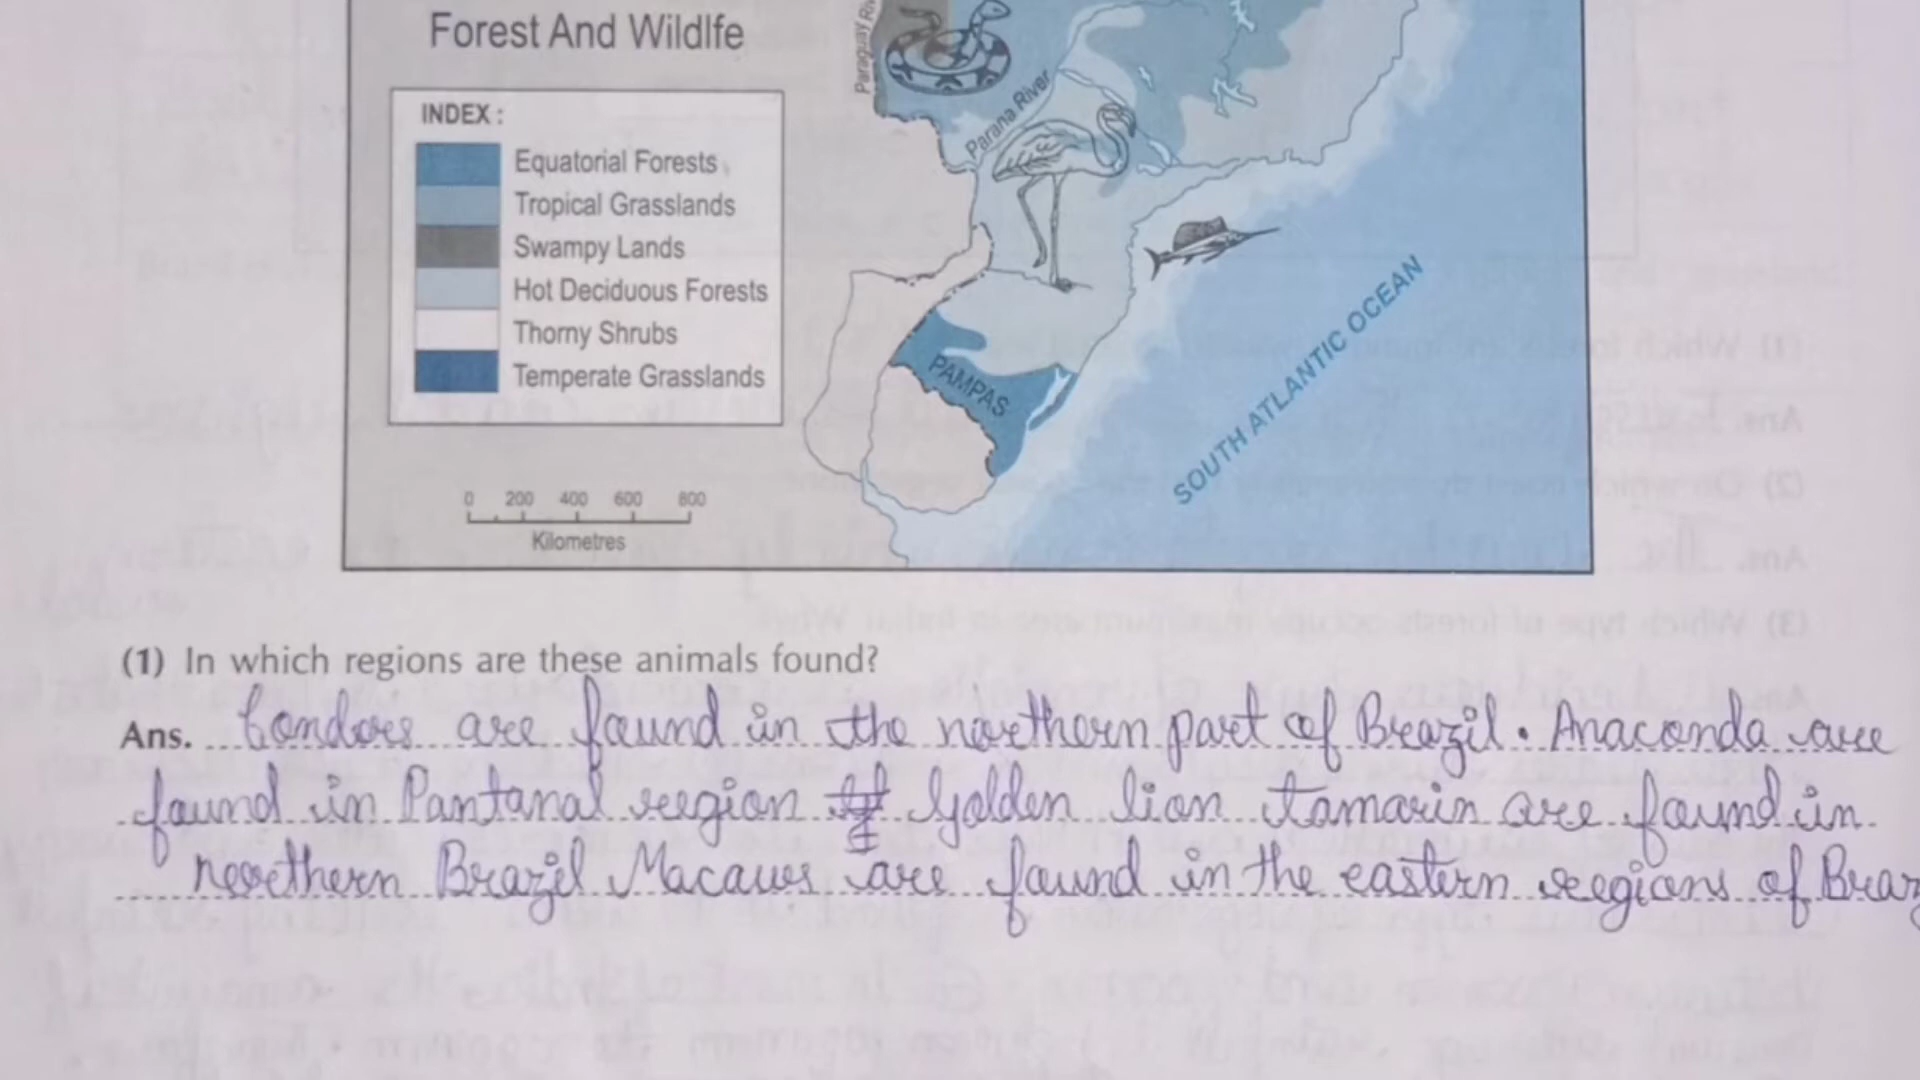 Forest And Wildlfe
Paraguay Ri
Parana River
INDEX :
Equatorial Forests
Tropical Grasslands
Swampy Lands
Hot Deciduous Forests
Thorny Shrubs
Temperate Grasslands
PAMPAS
SOUTH ATLANTIC OCEAN
0 200 400 600 800
Kilometres
(1) In which regions are these animals found?
Ans. Condors are found in the northern part of Brazil. Anaconda are
found in Pantanal region Golden lion tamarin are found in
northern Brazil Macaws are found in the eastern regions of Braz